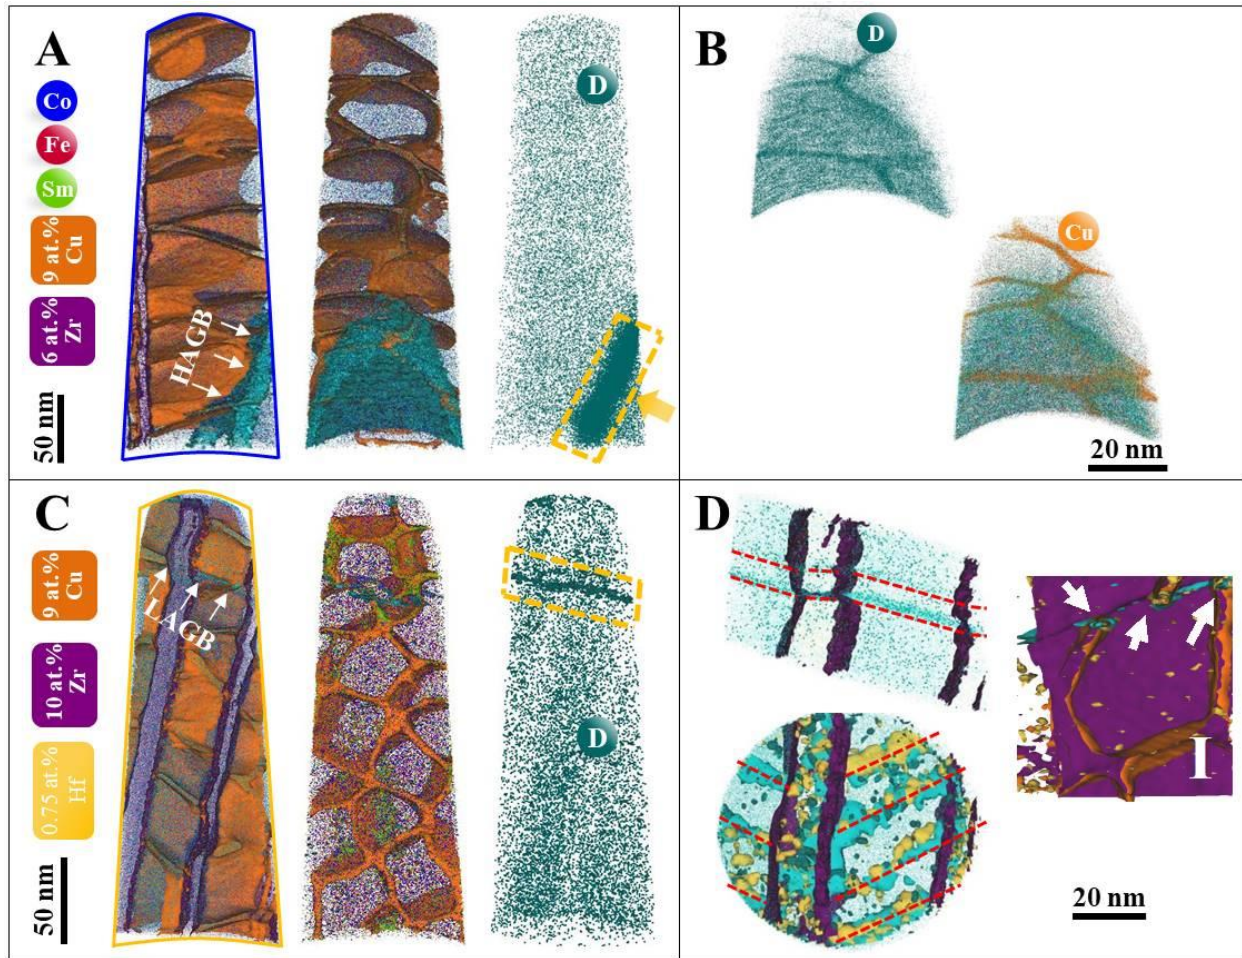 A
Co
Fe
Sm
9 at.%
Cu
6 at.%
Zr
50 nm
HAGB
D
B
D
Cu
20 nm
C
9 at.%
Cu
10 at.%
Zr
0.75 at.%
Hf
50 nm
LAGB
D
D
I
20 nm